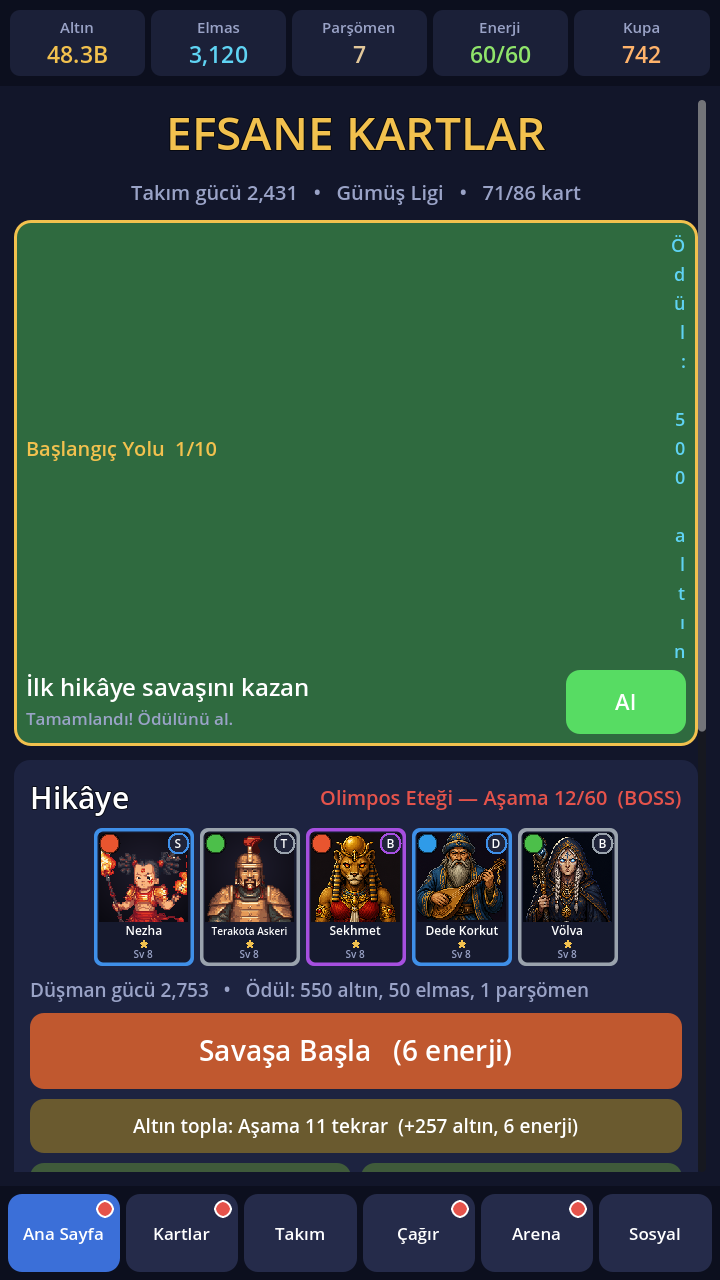 Altın
48.3B
Elmas
3,120
Parşömen
7
Enerji
60/60
Kupa
742
EFSANE KARTLAR
Takım gücü 2,431 • Gümüş Ligi • 71/86 kart
Başlangıç Yolu 1/10
Ödül: 500 altın
İlk hikâye savaşını kazan
Tamamlandı! Ödülünü al.
Al
Hikâye
Olimpos Eteği — Aşama 12/60 (BOSS)
S
Nezha
Sv 8
T
Terakota Askeri
Sv 8
B
Sekhmet
Sv 8
D
Dede Korkut
Sv 8
B
Völva
Sv 8
Düşman gücü 2,753 • Ödül: 550 altın, 50 elmas, 1 parşömen
Savaşa Başla (6 enerji)
Altın topla: Aşama 11 tekrar (+257 altın, 6 enerji)
Ana Sayfa
Kartlar
Takım
Çağır
Arena
Sosyal